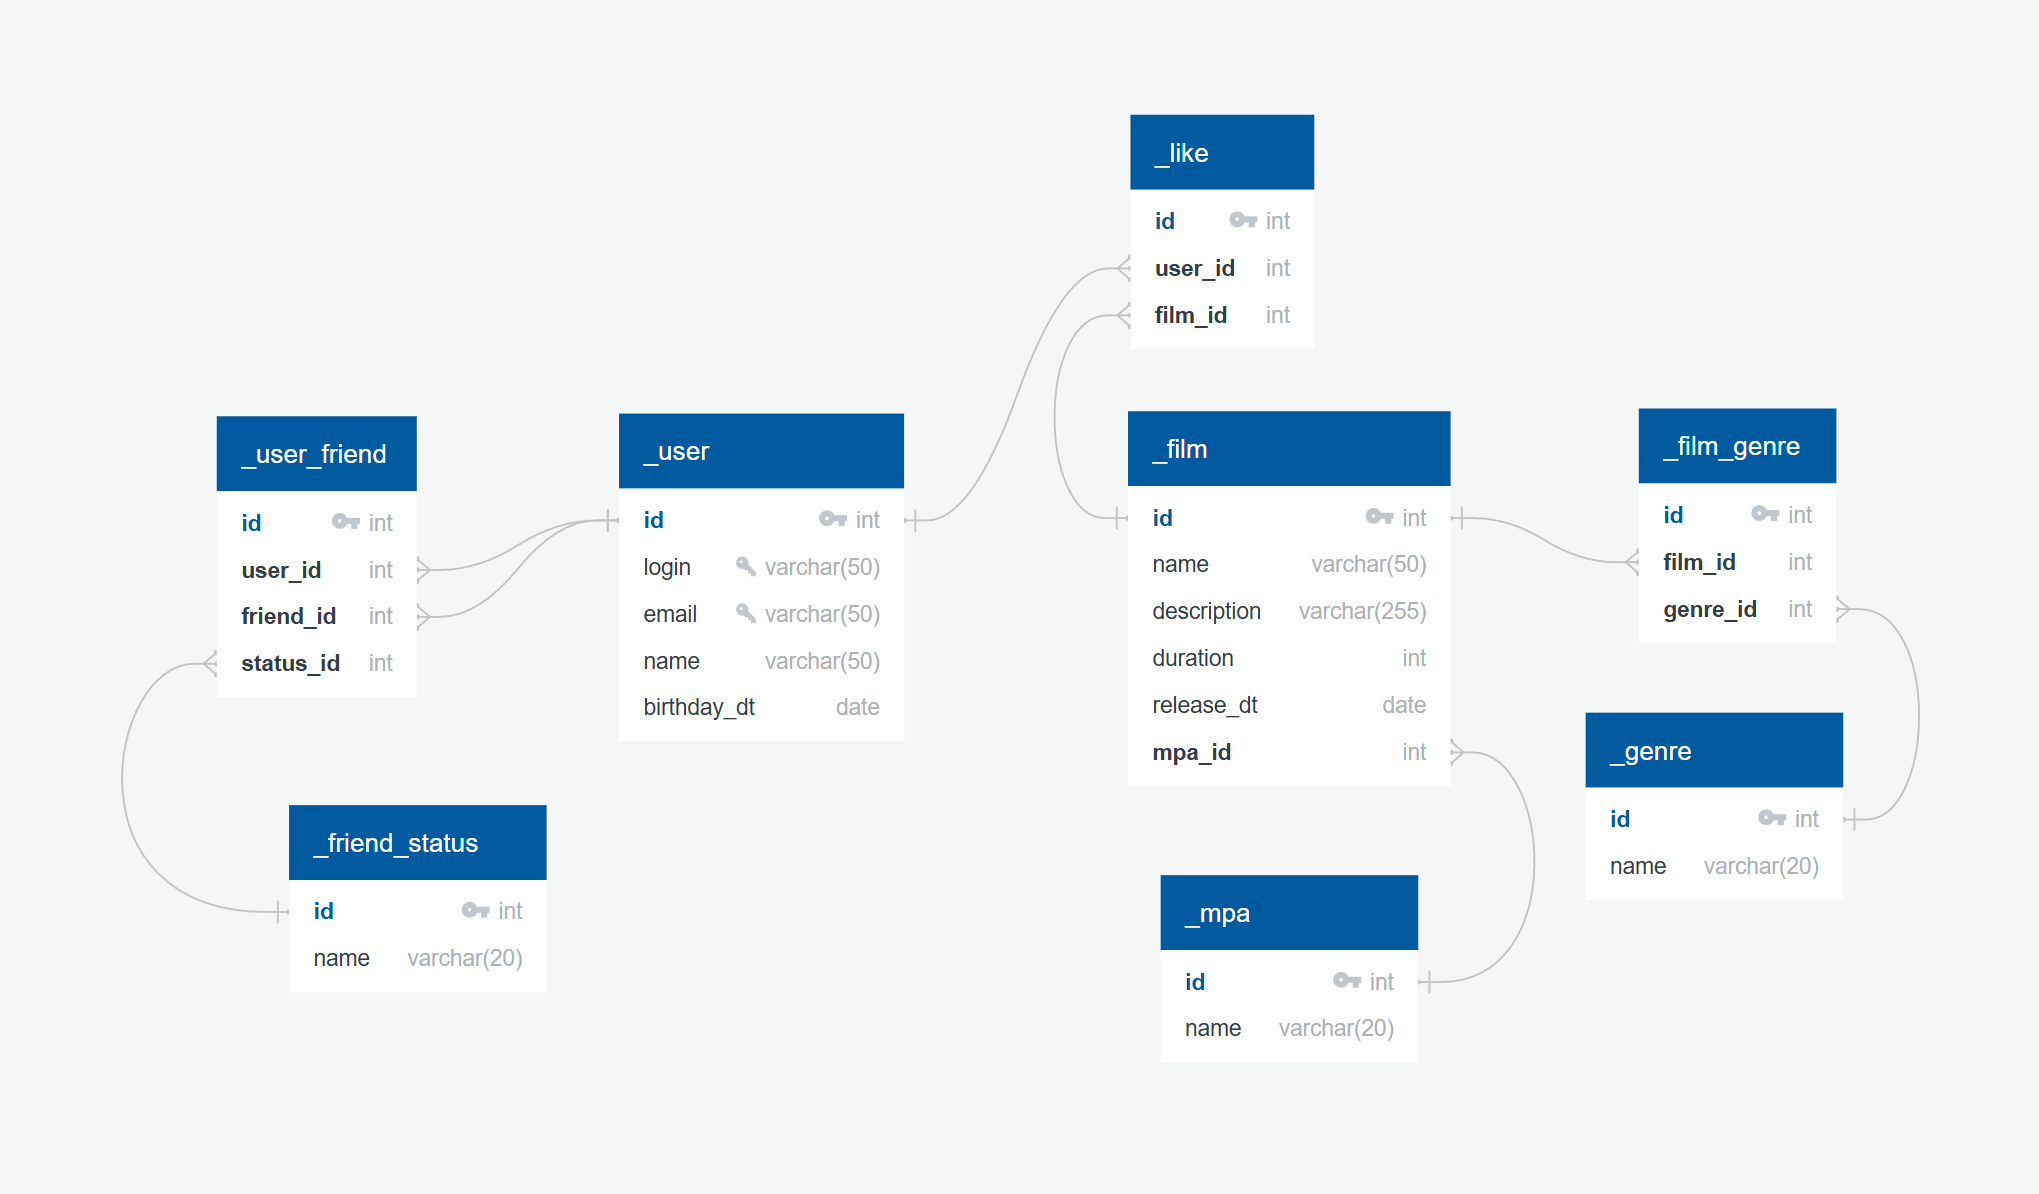 _like
id int
user_id int
film_id int
_user_friend
id int
user_id int
friend_id int
status_id int
_user
id int
login varchar(50)
email varchar(50)
name varchar(50)
birthday_dt date
_film
id int
name varchar(50)
description varchar(255)
duration int
release_dt date
mpa_id int
_film_genre
id int
film_id int
genre_id int
_genre
id int
name varchar(20)
_friend_status
id int
name varchar(20)
_mpa
id int
name varchar(20)